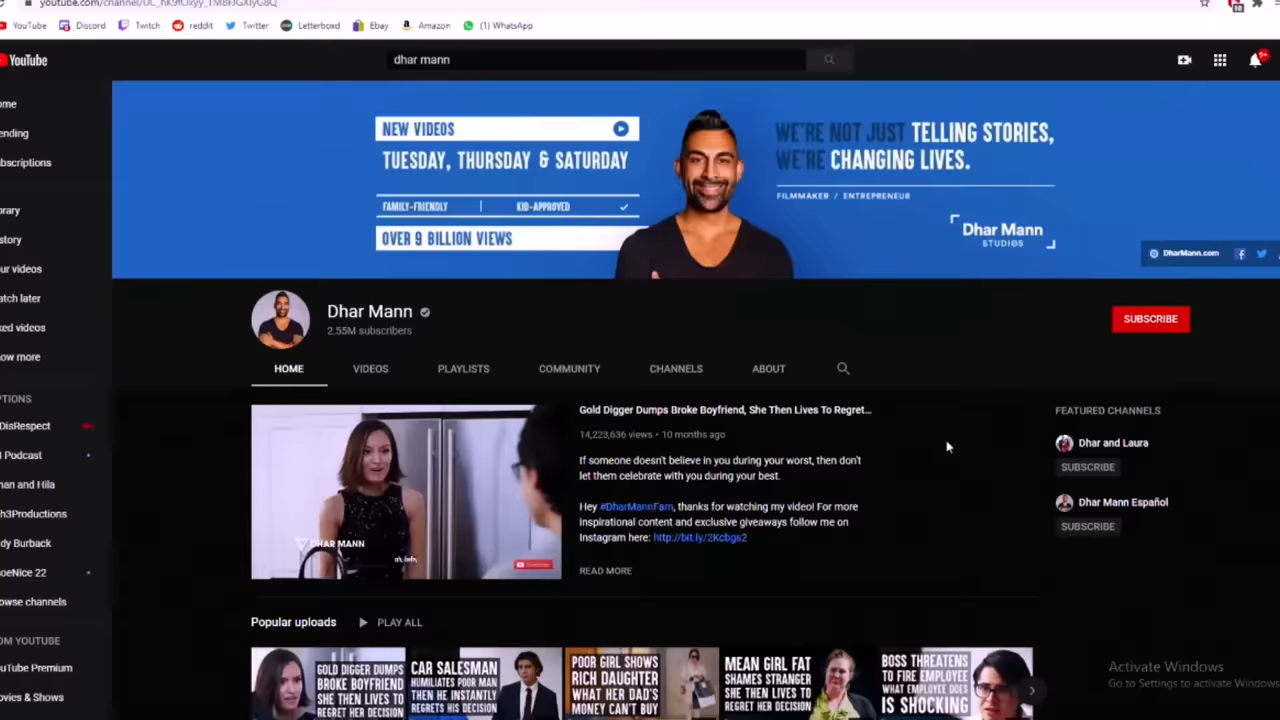 YouTube Discord Twitch reddit Twitter Letterboxd Ebay Amazon (1) WhatsApp
YouTube
dhar mann
9+
ome
ending
ubscriptions
brary
story
ur videos
atch later
ked videos
how more
NEW VIDEOS
TUESDAY, THURSDAY & SATURDAY
FAMILY-FRIENDLY | KID-APPROVED
OVER 9 BILLION VIEWS
WE'RE NOT JUST TELLING STORIES,
WE'RE CHANGING LIVES.
FILMMAKER / ENTREPRENEUR
Dhar Mann
STUDIOS
DharMann.com
Dhar Mann
2.55M subscribers
SUBSCRIBE
HOME VIDEOS PLAYLISTS COMMUNITY CHANNELS ABOUT
PTIONS
DisRespect
Podcast
nan and Hila
h3Productions
dy Burback
oeNice 22
owse channels
OM YOUTUBE
uTube Premium
ovies & Shows
DHAR MANN
Gold Digger Dumps Broke Boyfriend, She Then Lives To Regret...
14,223,636 views • 10 months ago
If someone doesn't believe in you during your worst, then don't
let them celebrate with you during your best.
Hey #DharMannFam, thanks for watching my video! For more
inspirational content and exclusive giveaways follow me on
Instagram here: http://bit.ly/2Kcbgs2
READ MORE
FEATURED CHANNELS
Dhar and Laura
SUBSCRIBE
Dhar Mann Español
SUBSCRIBE
Popular uploads PLAY ALL
GOLD DIGGER DUMPS
BROKE BOYFRIEND
SHE THEN LIVES TO
REGRET HER DECISION
CAR SALESMAN
HUMILIATES POOR MAN
THEN HE INSTANTLY
REGRETS HIS DECISION
POOR GIRL SHOWS
RICH DAUGHTER
WHAT HER DAD'S
MONEY CAN'T BUY
MEAN GIRL FAT
SHAMES STRANGER
SHE THEN LIVES TO
REGRET HER DECISION
BOSS THREATENS
TO FIRE EMPLOYEE
WHAT EMPLOYEE DOES
IS SHOCKING
Activate Windows
Go to Settings to activate Windows